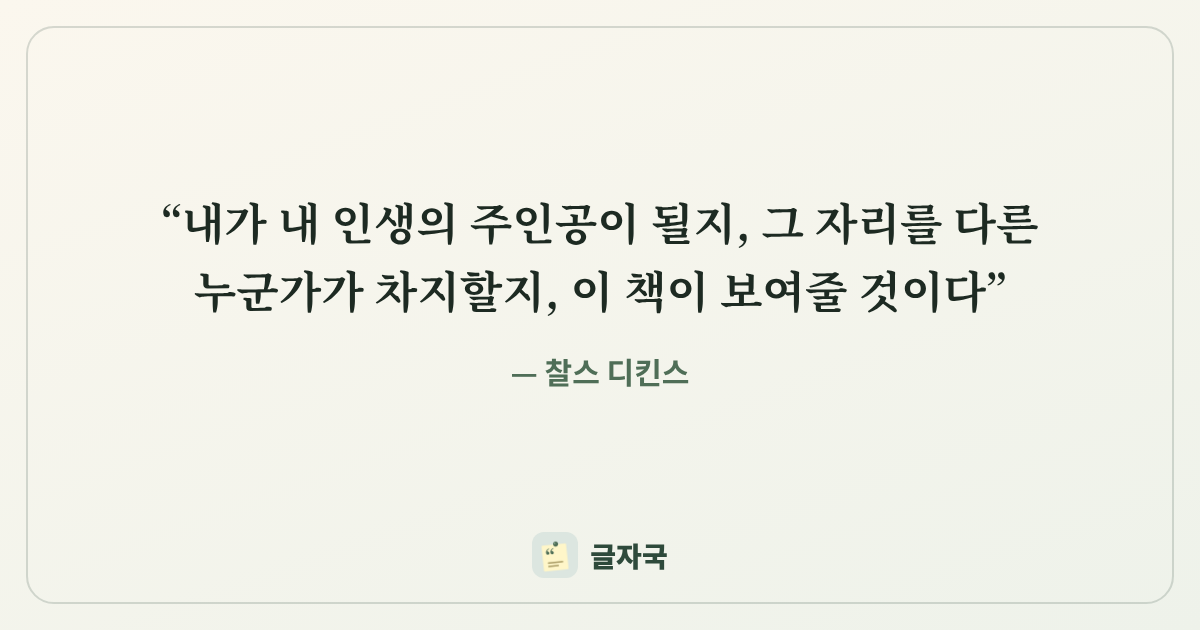 “내가 내 인생의 주인공이 될지, 그 자리를 다른
누군가가 차지할지, 이 책이 보여줄 것이다”
— 찰스 디킨스
글자국